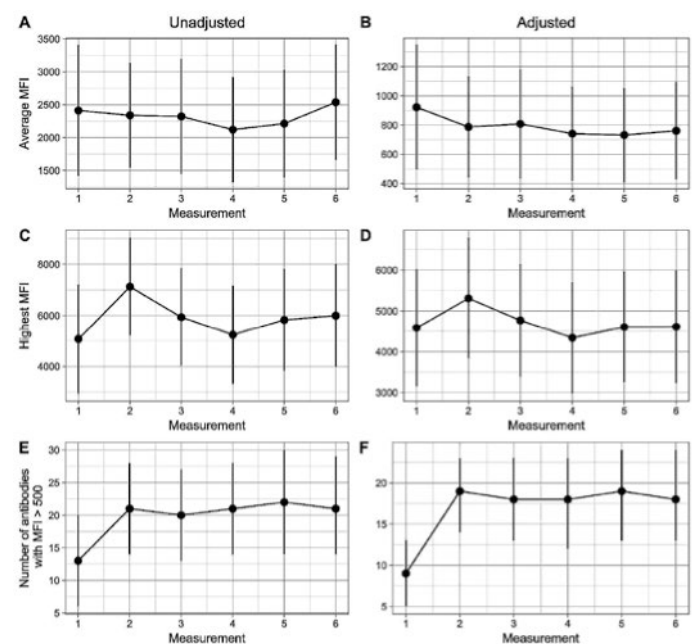 A Unadjusted B Adjusted
Average MFI
3500
3000
2500
2000
1500
1 2 3 4 5 6
Measurement
1200
1000
800
600
400
1 2 3 4 5 6
Measurement
C
Highest MFI
8000
6000
4000
1 2 3 4 5 6
Measurement
D
6000
5000
4000
3000
1 2 3 4 5 6
Measurement
E
Number of antibodies
with MFI > 500
30
25
20
15
10
5
1 2 3 4 5 6
Measurement
F
20
15
10
5
1 2 3 4 5 6
Measurement